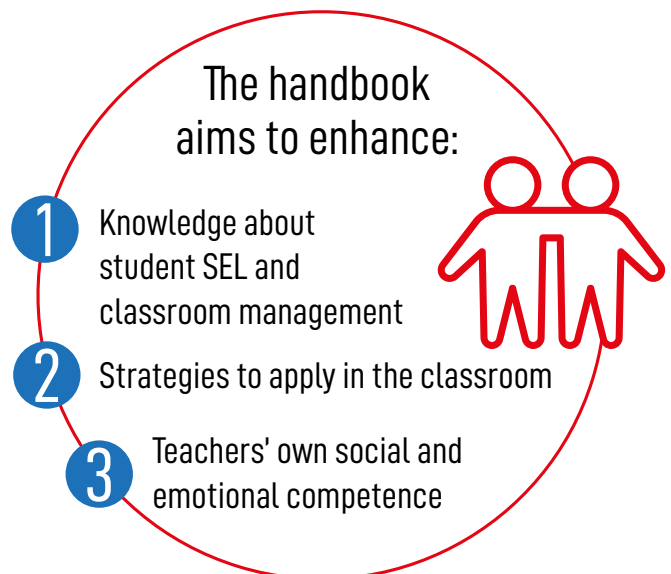 The handbook
aims to enhance:
1 Knowledge about
student SEL and
classroom management
2 Strategies to apply in the classroom
3 Teachers' own social and
emotional competence